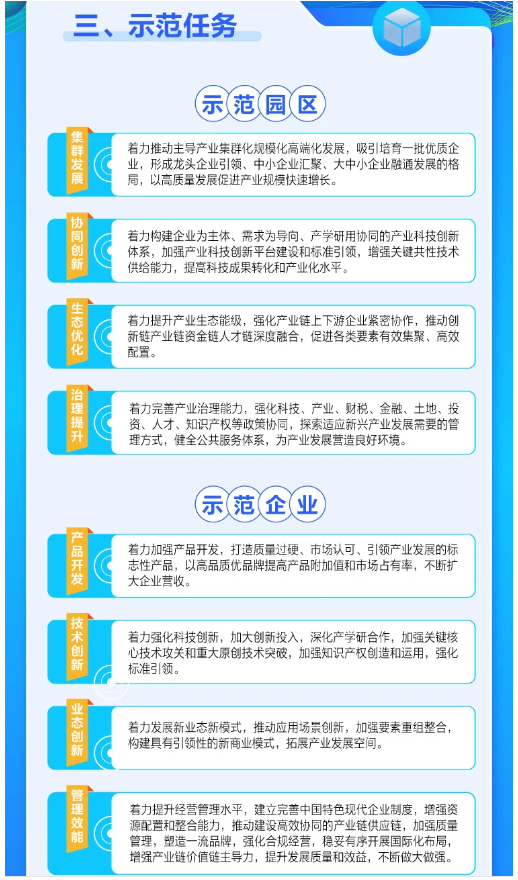 三、示范任务
示范园区
集群发展
着力推动主导产业集群化规模化高端化发展，吸引培育一批优质企
业，形成龙头企业引领、中小企业汇聚、大中小企业融通发展的格
局，以高质量发展促进产业规模快速增长。
协同创新
着力构建企业为主体、需求为导向、产学研用协同的产业科技创新
体系，加强产业科技创新平台建设和标准引领，增强关键共性技术
供给能力，提高科技成果转化和产业化水平。
生态优化
着力提升产业生态能级，强化产业链上下游企业紧密协作，推动创
新链产业链资金链人才链深度融合，促进各类要素有效集聚、高效
配置。
治理提升
着力完善产业治理能力，强化科技、产业、财税、金融、土地、投
资、人才、知识产权等政策协同，探索适应新兴产业发展需要的管
理方式，健全公共服务体系，为产业发展营造良好环境。
示范企业
产品开发
着力加强产品开发，打造质量过硬、市场认可、引领产业发展的标
志性产品，以高品质优品牌提高产品附加值和市场占有率，不断扩
大企业营收。
技术创新
着力强化科技创新，加大创新投入，深化产学研合作，加强关键核
心技术攻关和重大原创技术突破，加强知识产权创造和运用，强化
标准引领。
业态创新
着力发展新业态新模式，推动应用场景创新，加强要素重组整合，
构建具有引领性的新商业模式，拓展产业发展空间。
管理效能
着力提升经营管理水平，建立完善中国特色现代企业制度，增强资
源配置和整合能力，推动建设高效协同的产业链供应链，加强质量
管理，塑造一流品牌，强化合规经营，稳妥有序开展国际化布局，
增强产业链价值链主导力，提升发展质量和效益，不断做大做强。